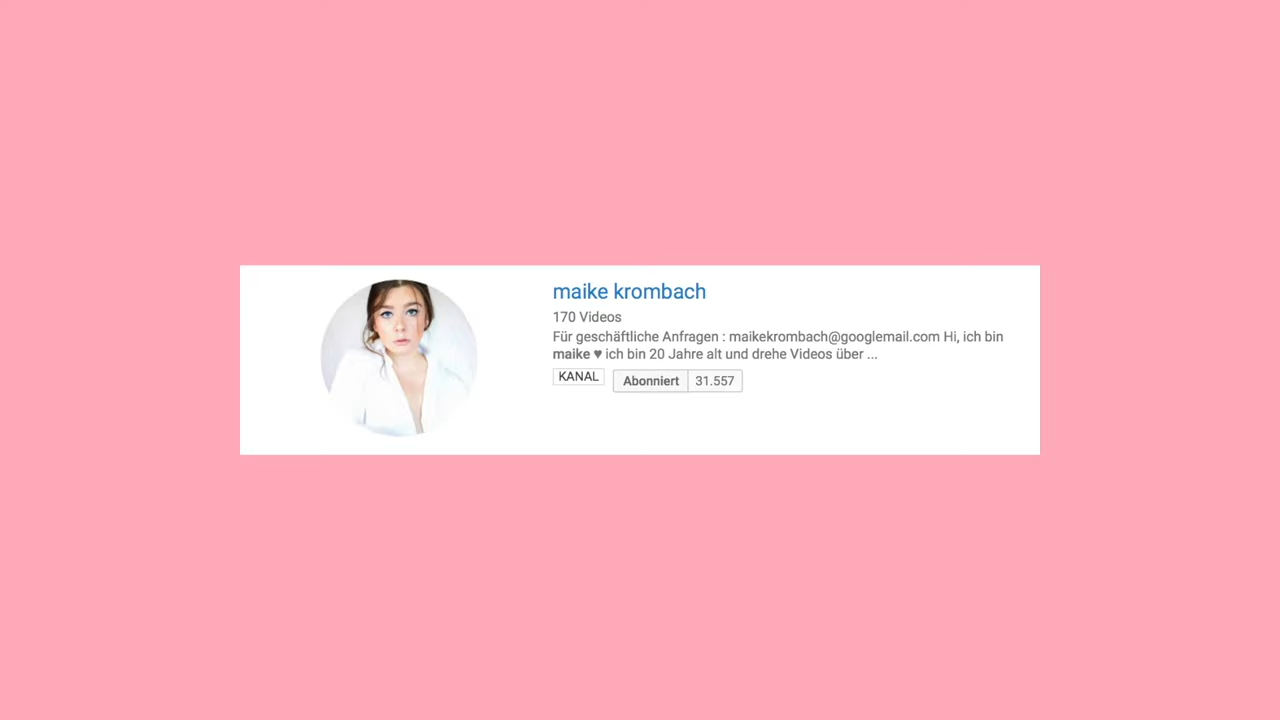 maike krombach
170 Videos
Für geschäftliche Anfragen : maikekrombach@googlemail.com Hi, ich bin
maike ♥ ich bin 20 Jahre alt und drehe Videos über ...
KANAL Abonniert 31.557